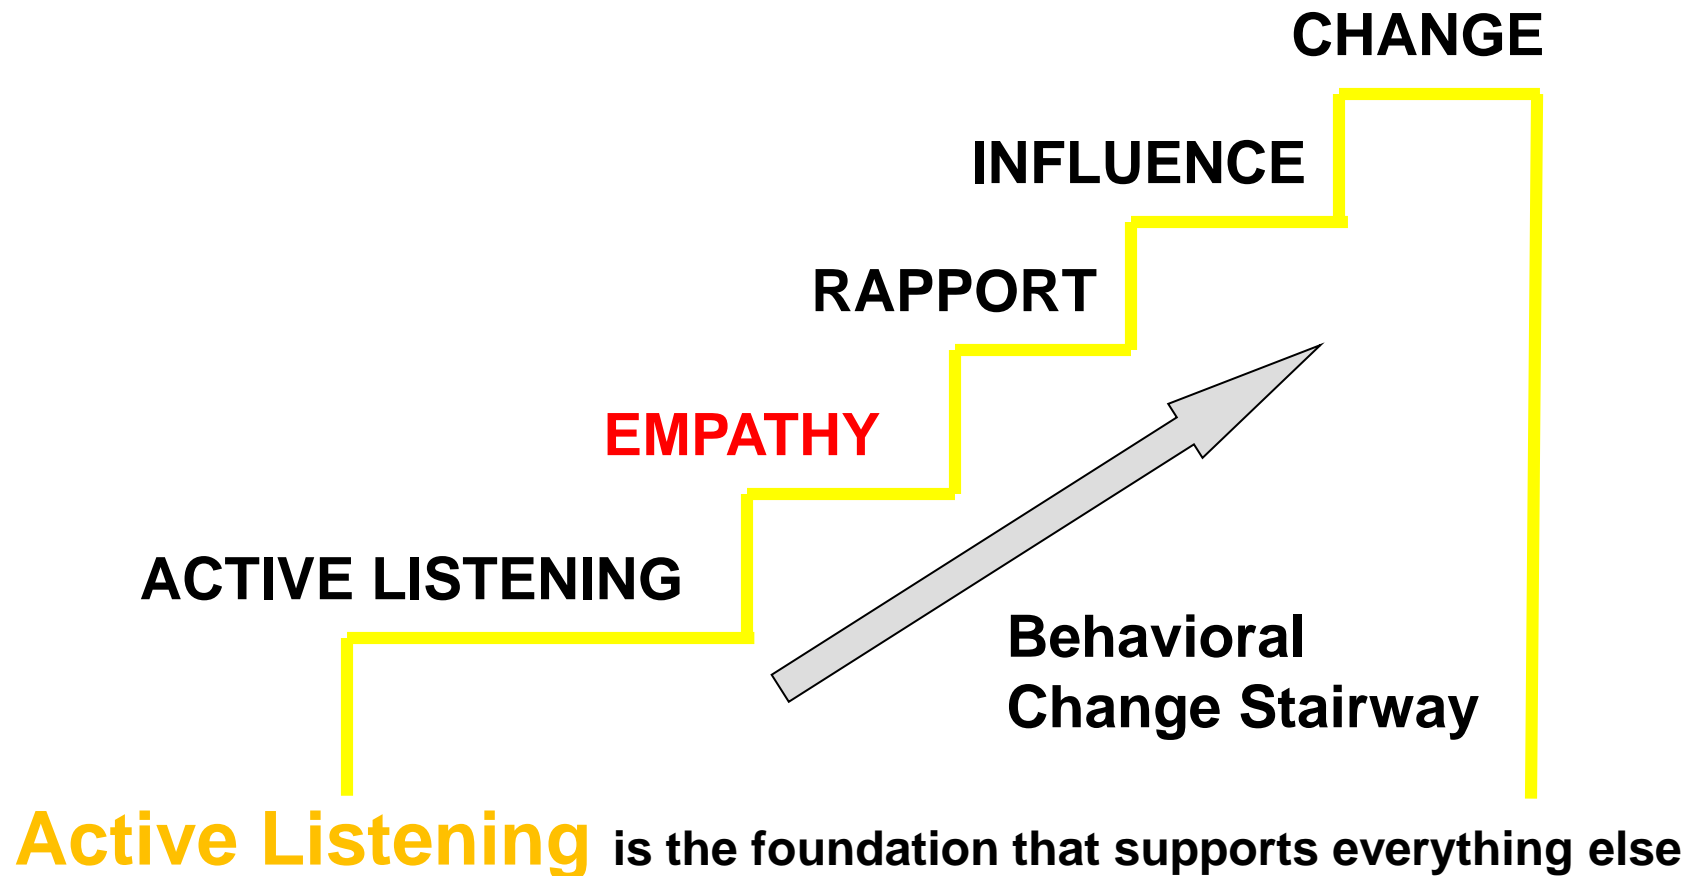 CHANGE
INFLUENCE
RAPPORT
EMPATHY
ACTIVE LISTENING
Behavioral
Change Stairway
Active Listening is the foundation that supports everything else